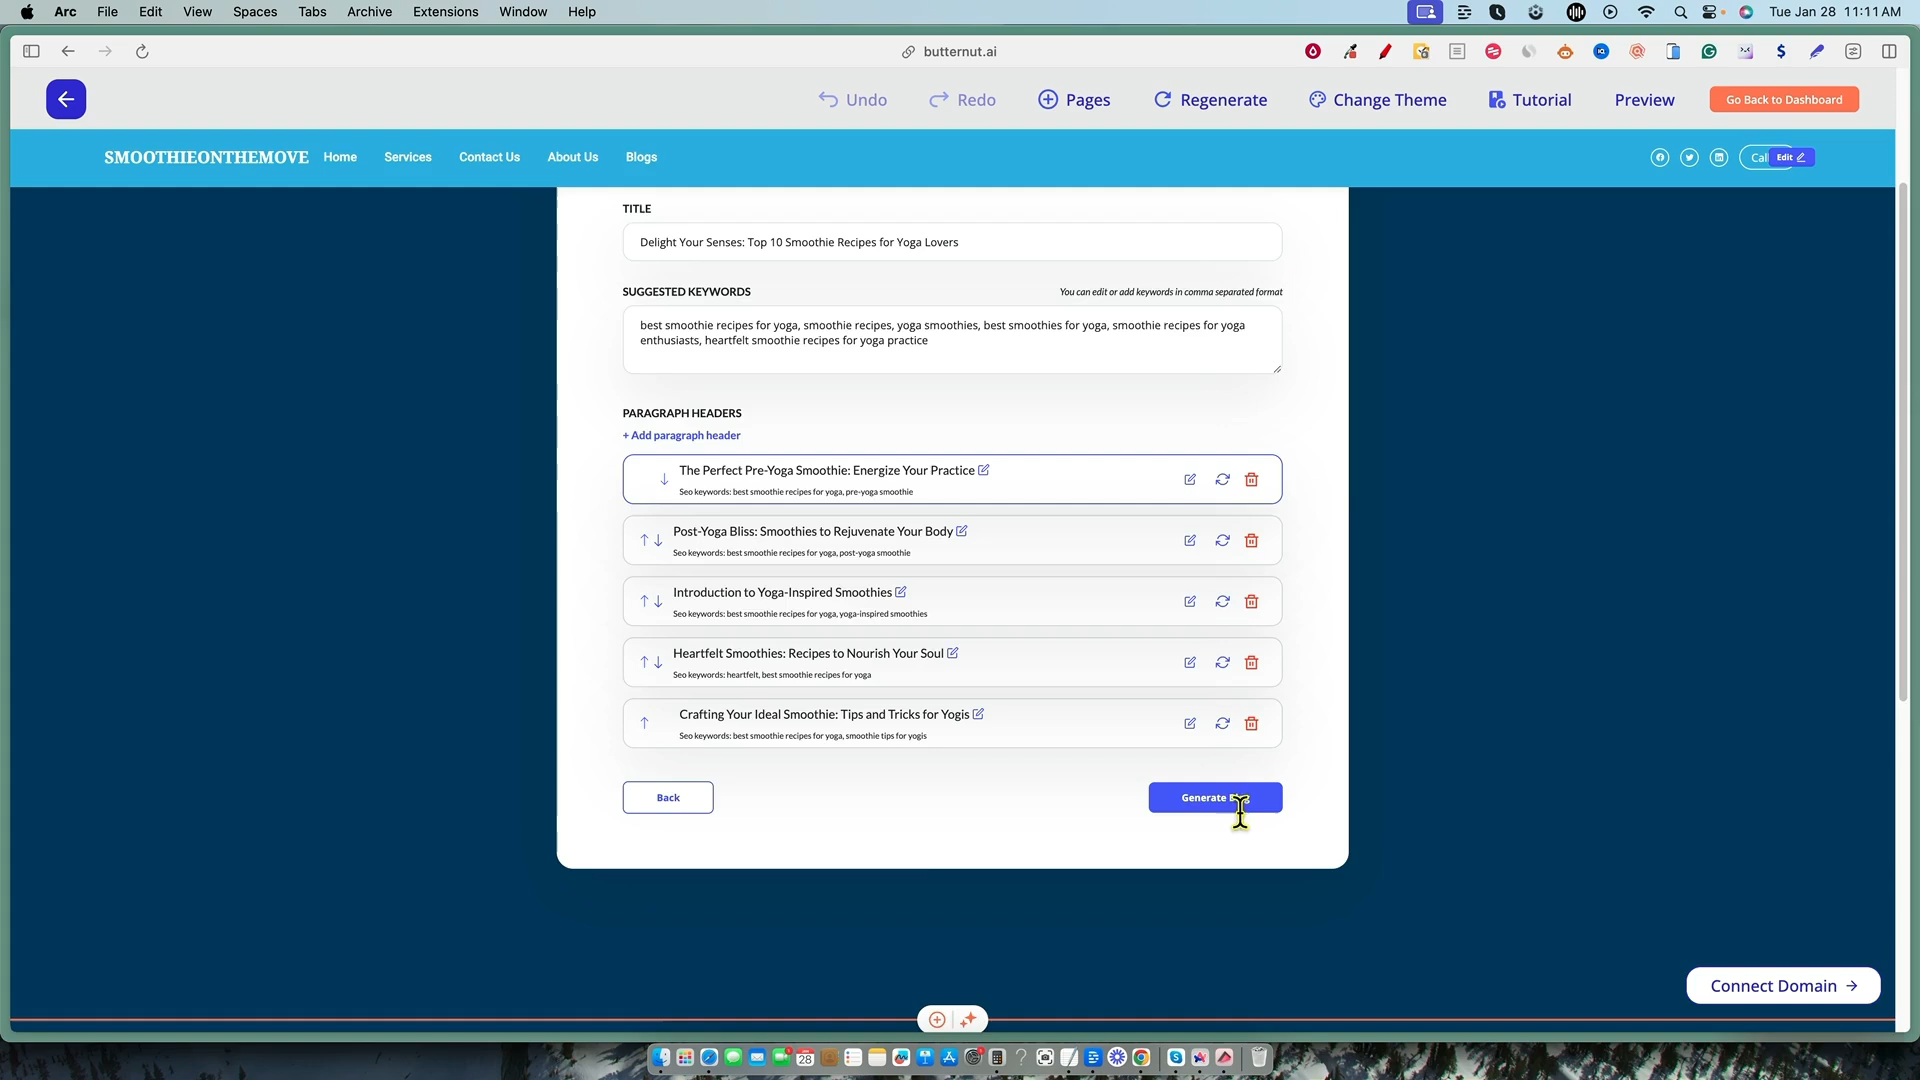 Arc File Edit View Spaces Tabs Archive Extensions Window Help Tue Jan 28 11:11 AM
butternut.ai
Undo Redo Pages Regenerate Change Theme Tutorial Preview Go Back to Dashboard
SMOOTHIEONTHEMOVE Home Services Contact Us About Us Blogs Edit
TITLE
Delight Your Senses: Top 10 Smoothie Recipes for Yoga Lovers
SUGGESTED KEYWORDS You can edit or add keywords in comma separated format
best smoothie recipes for yoga, smoothie recipes, yoga smoothies, best smoothies for yoga, smoothie recipes for yoga
enthusiasts, heartfelt smoothie recipes for yoga practice
PARAGRAPH HEADERS
+ Add paragraph header
The Perfect Pre-Yoga Smoothie: Energize Your Practice
Seo keywords: best smoothie recipes for yoga, pre-yoga smoothie
Post-Yoga Bliss: Smoothies to Rejuvenate Your Body
Seo keywords: best smoothie recipes for yoga, post-yoga smoothie
Introduction to Yoga-Inspired Smoothies
Seo keywords: best smoothie recipes for yoga, yoga-inspired smoothies
Heartfelt Smoothies: Recipes to Nourish Your Soul
Seo keywords: heartfelt, best smoothie recipes for yoga
Crafting Your Ideal Smoothie: Tips and Tricks for Yogis
Seo keywords: best smoothie recipes for yoga, smoothie tips for yogis
Back Generate
Connect Domain
28